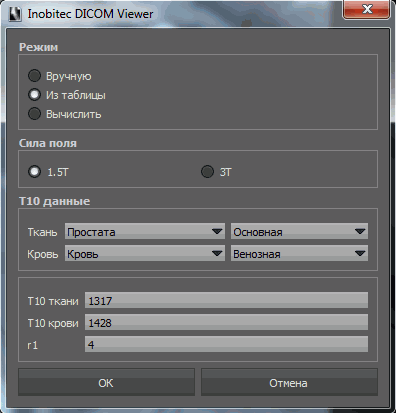 Inobitec DICOM Viewer
Режим
Вручную
Из таблицы
Вычислить
Сила поля
1.5T 3T
T10 данные
Ткань Простата Основная
Кровь Кровь Венозная
T10 ткани 1317
T10 крови 1428
r1 4
OK Отмена